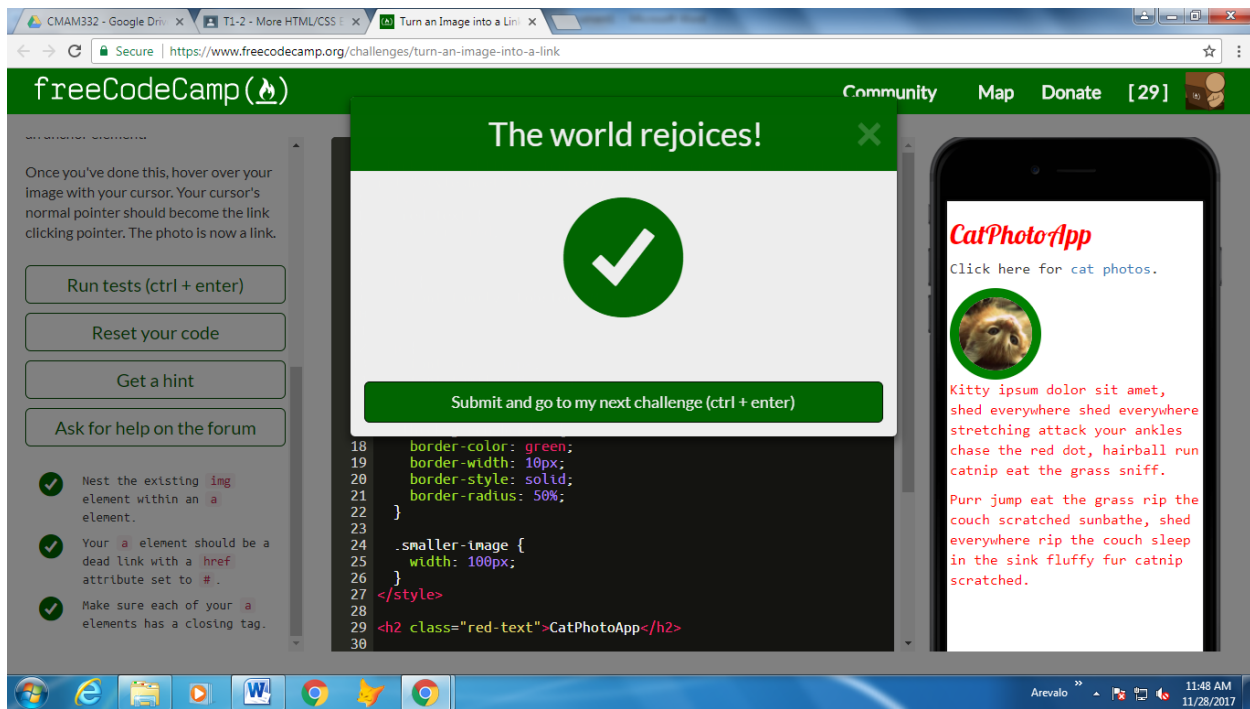 CMAM332 - Google Driv
T1-2 - More HTML/CSS E
Turn an Image into a Lin
Secure | https://www.freecodecamp.org/challenges/turn-an-image-into-a-link
freeCodeCamp
Community Map Donate [ 29 ]
an anchor element.
Once you've done this, hover over your
image with your cursor. Your cursor's
normal pointer should become the link
clicking pointer. The photo is now a link.
Run tests (ctrl + enter)
Reset your code
Get a hint
Ask for help on the forum
Nest the existing img
element within an a
element.
Your a element should be a
dead link with a href
attribute set to #.
Make sure each of your a
elements has a closing tag.
The world rejoices!
Submit and go to my next challenge (ctrl + enter)
18 border-color: green;
19 border-width: 10px;
20 border-style: solid;
21 border-radius: 50%;
22 }
23
24 .smaller-image {
25 width: 100px;
26 }
27 </style>
28
29 <h2 class="red-text">CatPhotoApp</h2>
30
CatPhotoApp
Click here for cat photos.
Kitty ipsum dolor sit amet,
shed everywhere shed everywhere
stretching attack your ankles
chase the red dot, hairball run
catnip eat the grass sniff.
Purr jump eat the grass rip the
couch scratched sunbathe, shed
everywhere rip the couch sleep
in the sink fluffy fur catnip
scratched.
Arevalo
11:48 AM
11/28/2017